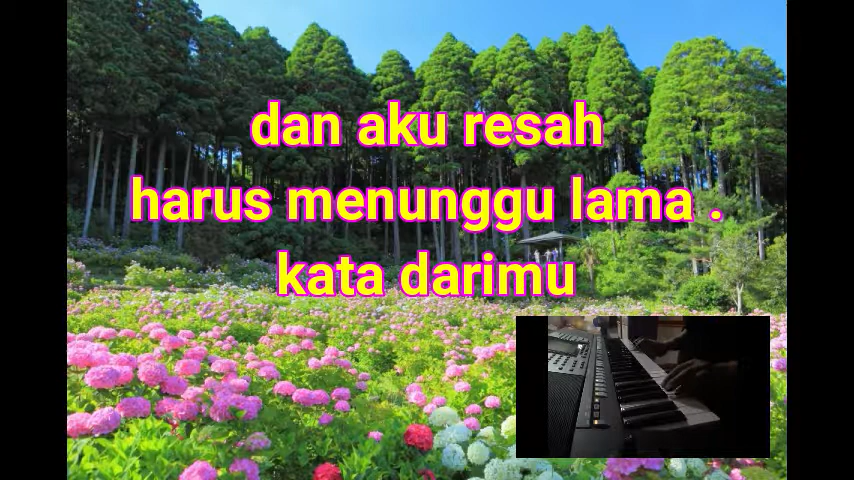 dan aku resah
harus menunggu lama .
kata darimu